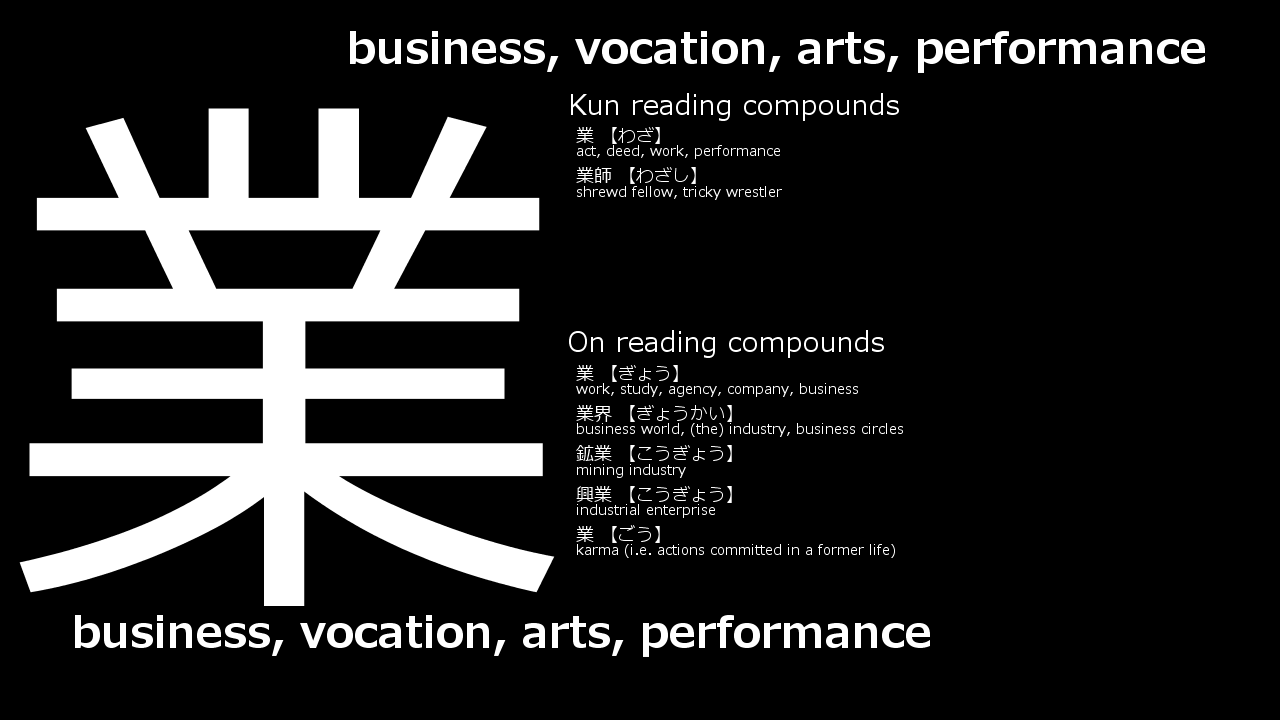 business, vocation, arts, performance
業
Kun reading compounds
業 【わざ】
act, deed, work, performance
業師 【わざし】
shrewd fellow, tricky wrestler
On reading compounds
業 【ぎょう】
work, study, agency, company, business
業界 【ぎょうかい】
business world, (the) industry, business circles
鉱業 【こうぎょう】
mining industry
興業 【こうぎょう】
industrial enterprise
業 【ごう】
karma (i.e. actions committed in a former life)
business, vocation, arts, performance